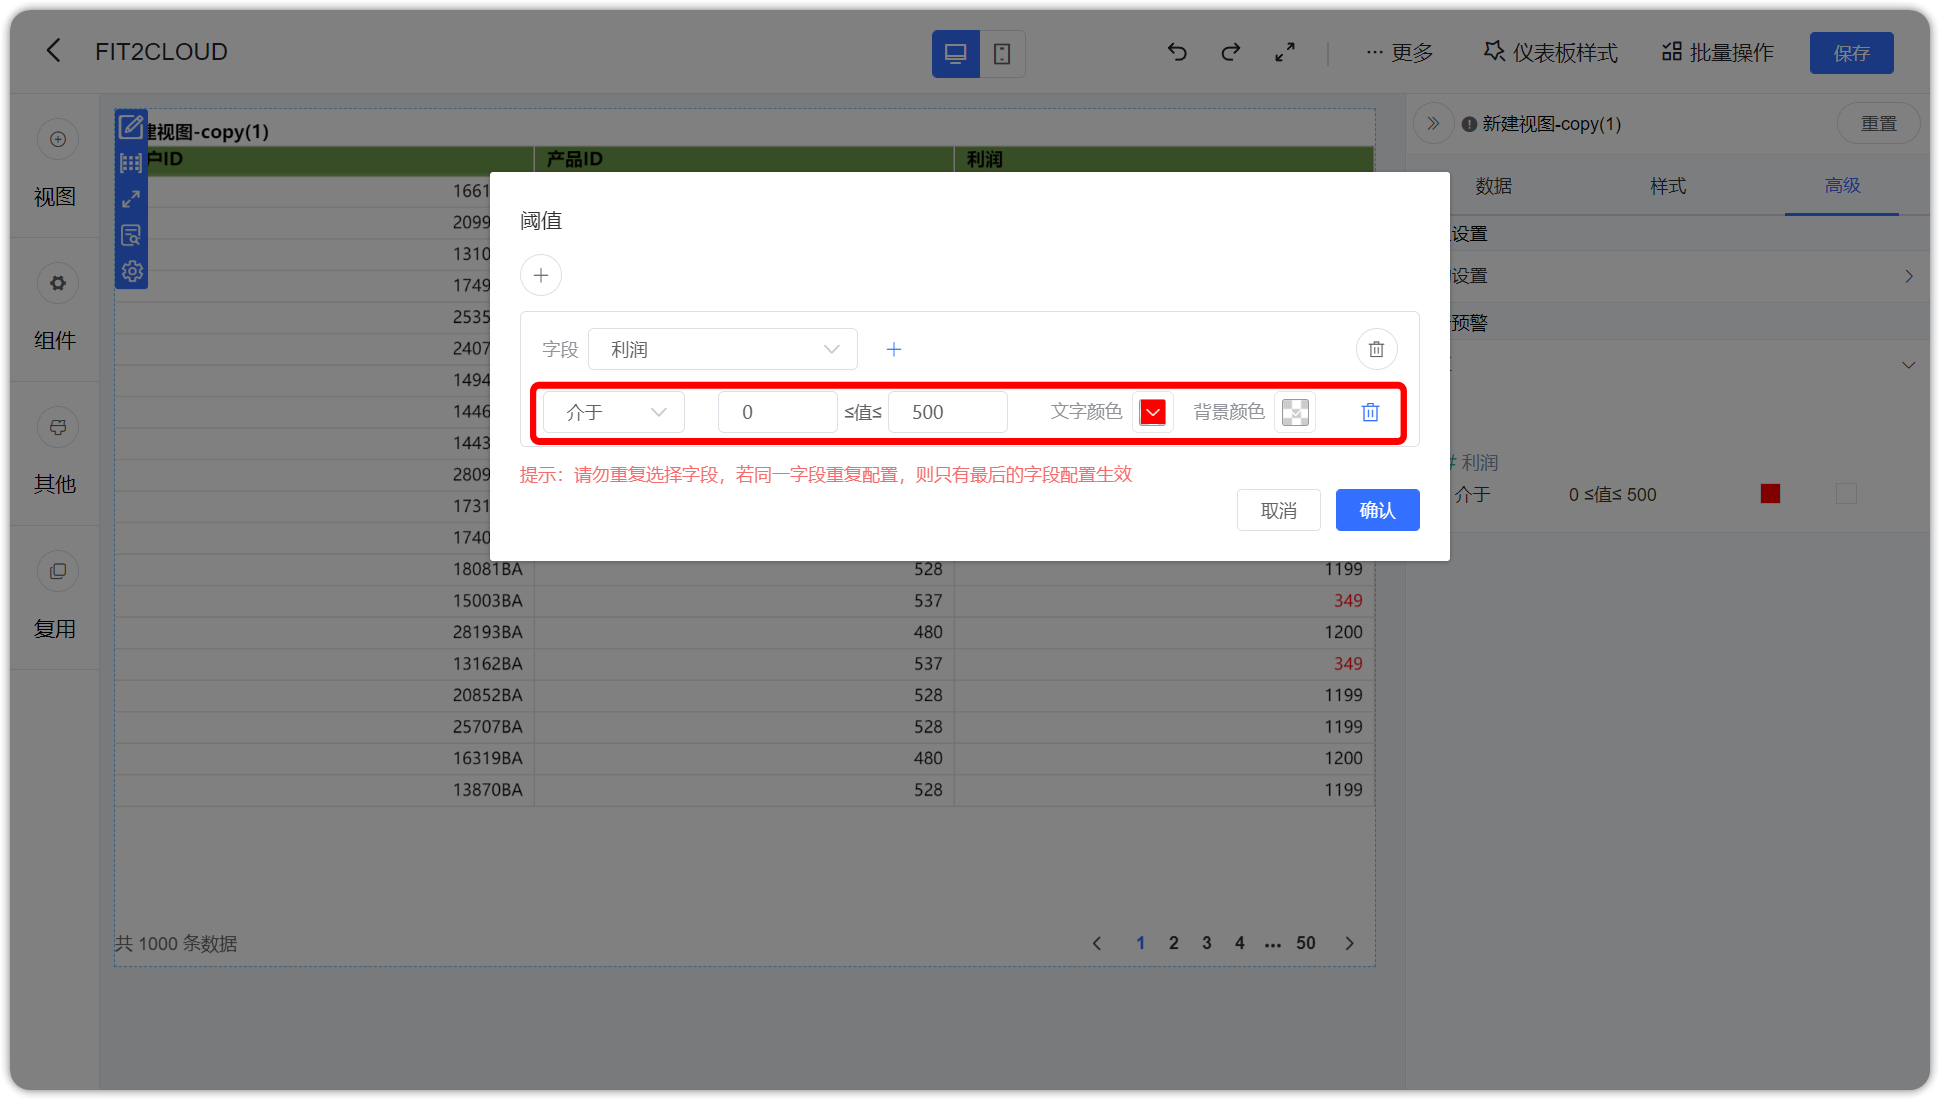 FIT2CLOUD
更多
仪表板样式
批量操作
保存
视图
组件
其他
复用
建视图-copy(1)
户ID
产品ID
利润
1661
2099
1310
1749
2535
2407
1494
1446
1443
2809
1731
1740
18081BA 528 1199
15003BA 537 349
28193BA 480 1200
13162BA 537 349
20852BA 528 1199
25707BA 528 1199
16319BA 480 1200
13870BA 528 1199
共 1000 条数据
1 2 3 4 ... 50
阈值
字段 利润
介于 0 ≤值≤ 500 文字颜色 背景颜色
提示：请勿重复选择字段，若同一字段重复配置，则只有最后的字段配置生效
取消 确认
新建视图-copy(1)
重置
数据 样式 高级
设置
设置
预警
# 利润
介于 0 ≤值≤ 500